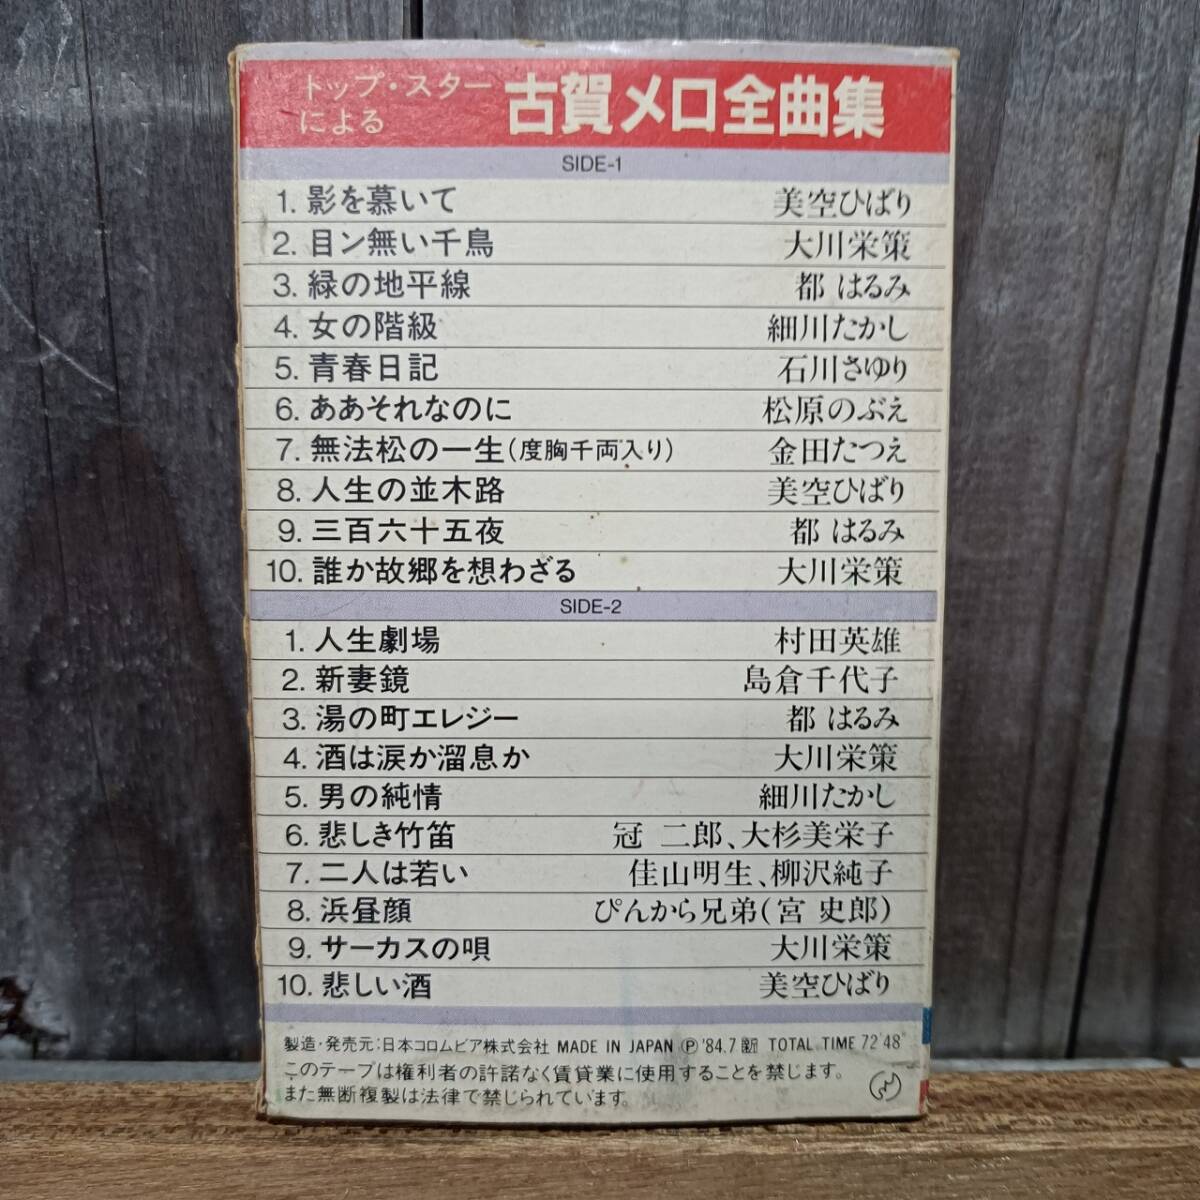 トップ・スター
による
古賀メロ全曲集
SIDE-1
1. 影を慕いて 美空ひばり
2. 目ン無い千鳥 大川栄策
3. 緑の地平線 都 はるみ
4. 女の階級 細川たかし
5. 青春日記 石川さゆり
6. ああそれなのに 松原のぶえ
7. 無法松の一生(度胸千両入り) 金田たつえ
8. 人生の並木路 美空ひばり
9. 三百六十五夜 都 はるみ
10. 誰か故郷を想わざる 大川栄策
SIDE-2
1. 人生劇場 村田英雄
2. 新妻鏡 島倉千代子
3. 湯の町エレジー 都 はるみ
4. 酒は涙か溜息か 大川栄策
5. 男の純情 細川たかし
6. 悲しき竹笛 冠 二郎、大杉美栄子
7. 二人は若い 佳山明生、柳沢純子
8. 浜昼顔 ぴんから兄弟(宮 史郎)
9. サーカスの唄 大川栄策
10. 悲しい酒 美空ひばり
製造・発売元:日本コロムビア株式会社 MADE IN JAPAN Ⓟ '84.7 TOTAL TIME 72'48"
このテープは権利者の許諾なく賃貸業に使用することを禁じます。
また無断複製は法律で禁じられています。